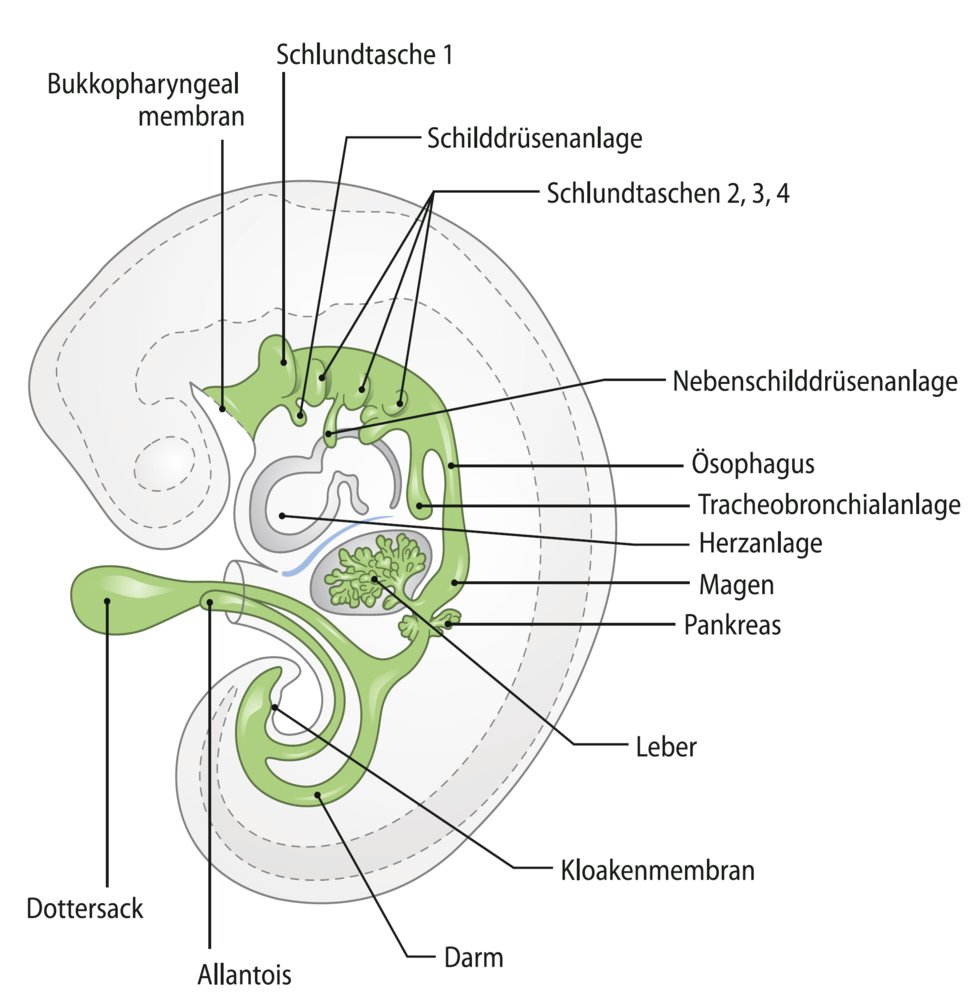 Schlundtasche 1
Bukkopharyngeal
membran
Schilddrüsenanlage
Schlundtaschen 2, 3, 4
Nebenschilddrüsenanlage
Ösophagus
Tracheobronchialanlage
Herzanlage
Magen
Pankreas
Leber
Kloakenmembran
Dottersack
Darm
Allantois